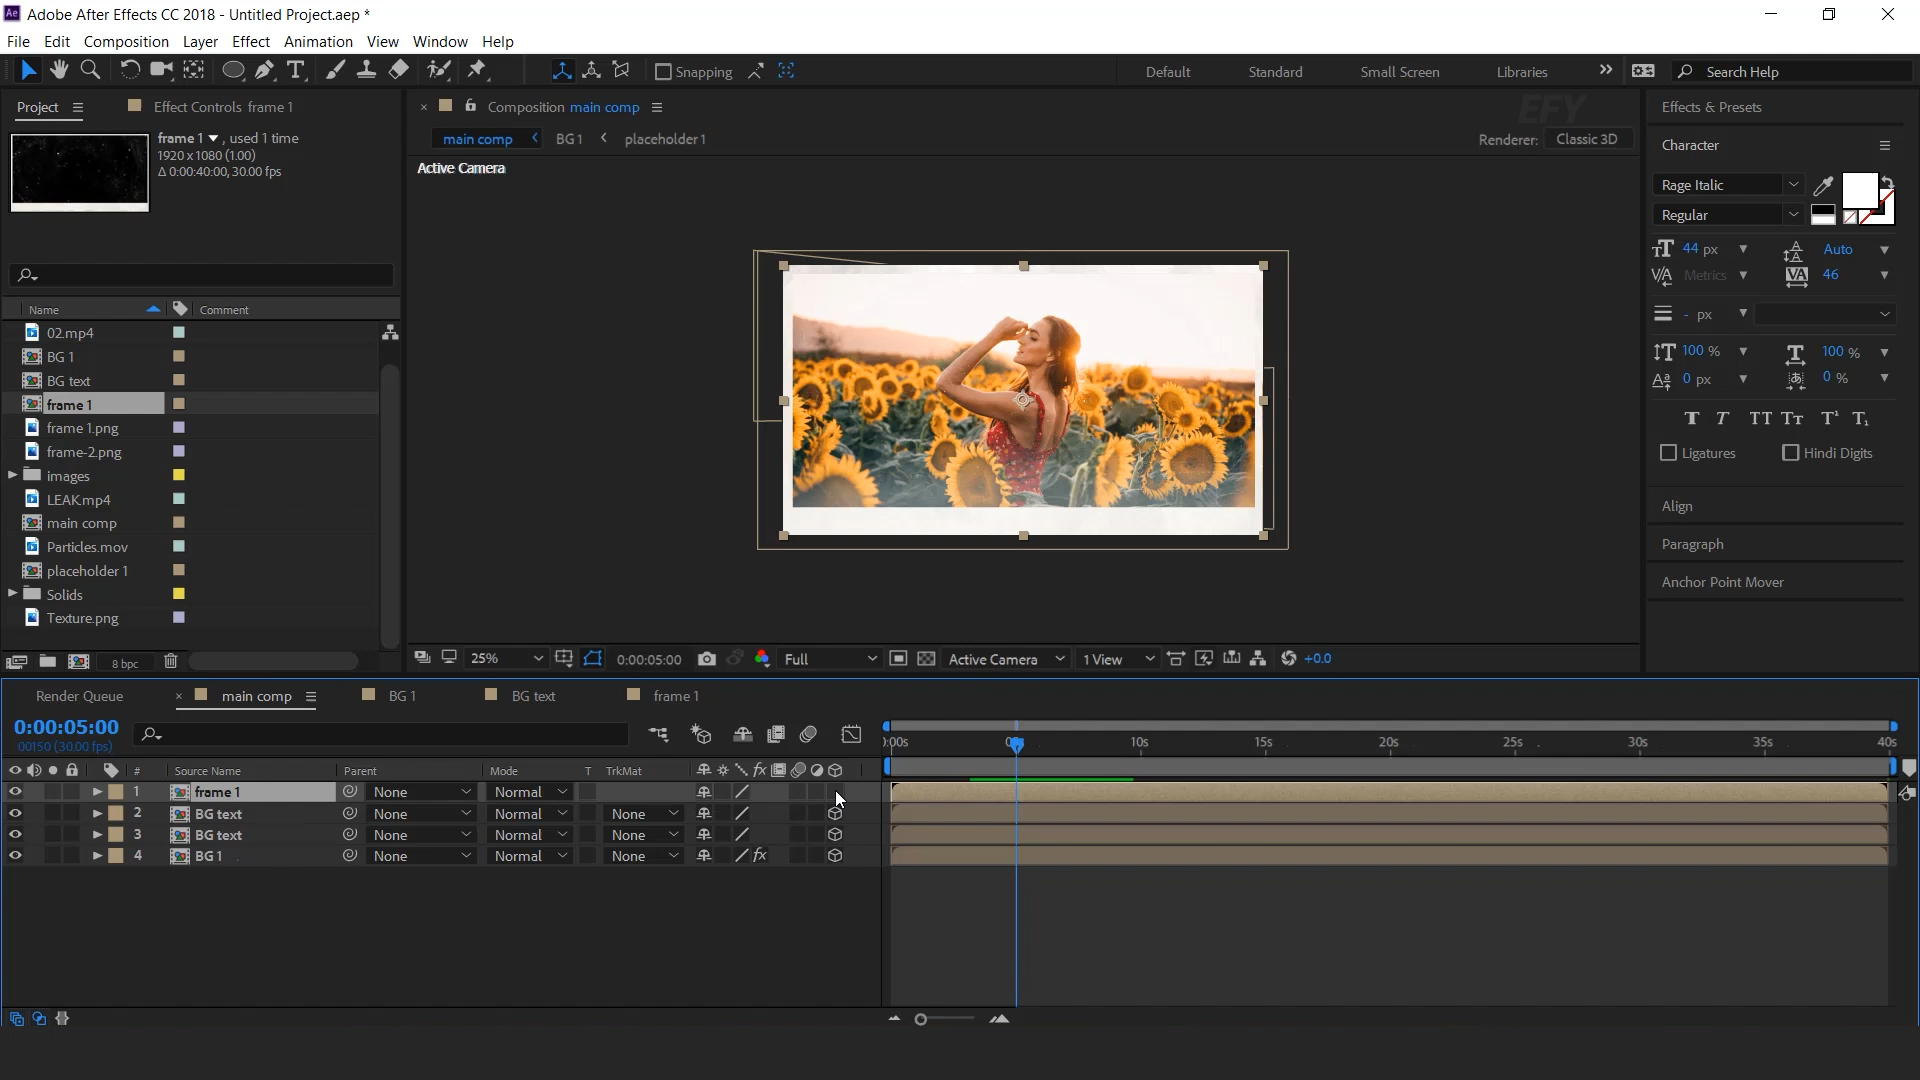 Ae Adobe After Effects CC 2018 - Untitled Project.aep *
File Edit Composition Layer Effect Animation View Window Help
Snapping Default Standard Small Screen Libraries Search Help
Project Effect Controls frame 1
frame 1 , used 1 time
1920 x 1080 (1.00)
Δ 0:00:40:00, 30.00 fps
Name Comment
02.mp4
BG 1
BG text
frame 1
frame 1.png
frame-2.png
images
LEAK.mp4
main comp
Particles.mov
placeholder 1
Solids
Texture.png
8 bpc
Composition main comp
EFY
main comp BG 1 placeholder 1
Renderer: Classic 3D
Active Camera
25% 0:00:05:00 Full Active Camera 1 View +0.0
Effects & Presets
Character
Rage Italic
Regular
44 px Auto
Metrics 46
- px
100 % 100 %
0 px 0 %
T T TT Tт T¹ T₁
Ligatures Hindi Digits
Align
Paragraph
Anchor Point Mover
Render Queue main comp BG 1 BG text frame 1
0:00:05:00
00150 (30.00 fps)
):00s 10s 15s 20s 25s 30s 35s 40s
# Source Name Parent Mode T TrkMat fx
1 frame 1 None Normal
2 BG text None Normal None
3 BG text None Normal None
4 BG 1 None Normal None fx